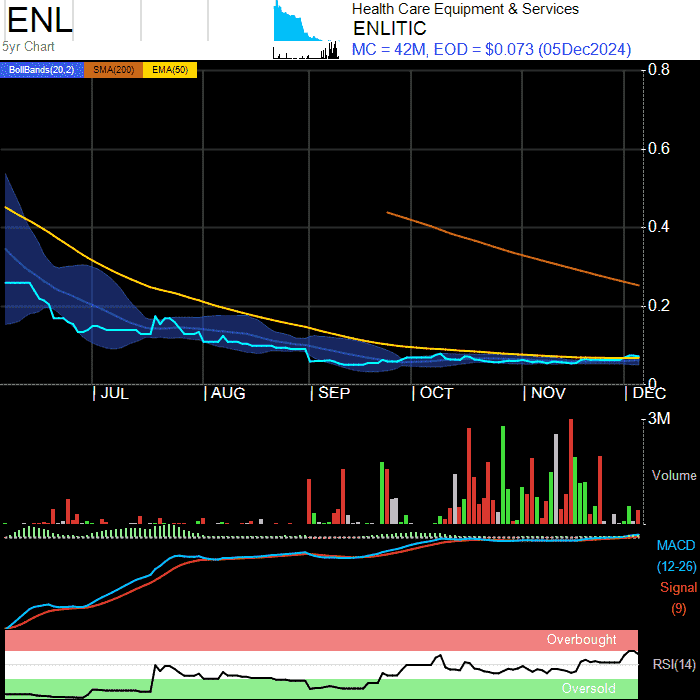 ENL
5yr Chart
Health Care Equipment & Services
ENLITIC
MC = 42M, EOD = $0.073 (05Dec2024)
BollBands(20,2) SMA(200) EMA(50)
0.8
0.6
0.4
0.2
0
JUL AUG SEP OCT NOV DEC
3M
Volume
MACD
(12-26)
Signal
(9)
Overbought
RSI(14)
Oversold